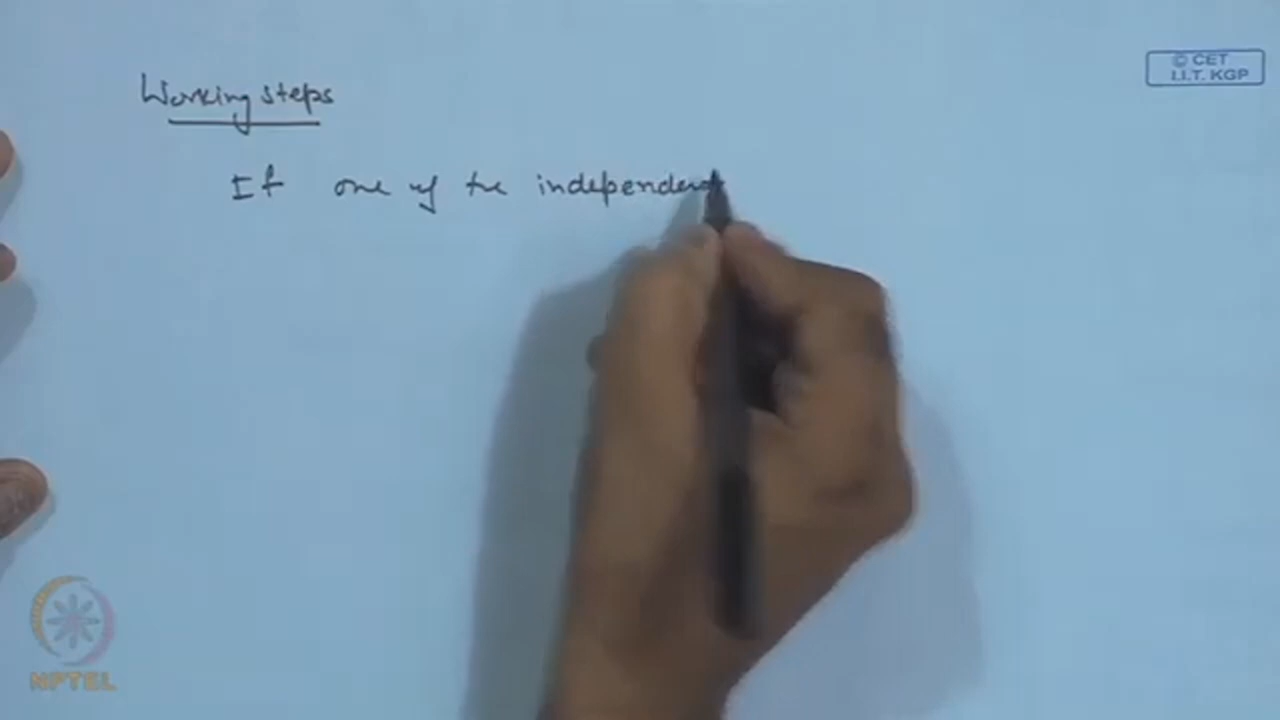 © CET
I.I.T. KGP
Working steps
If one of the independent
NPTEL